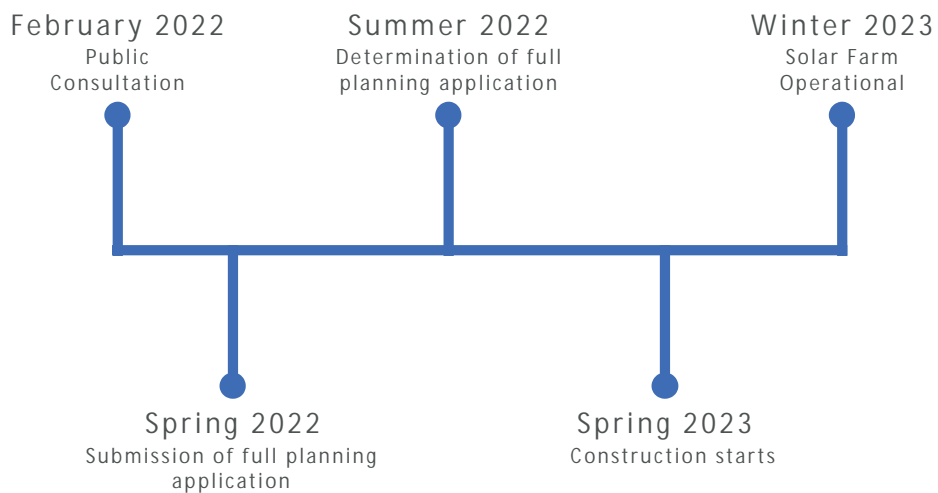 February 2022
Public
Consultation
Summer 2022
Determination of full
planning application
Winter 2023
Solar Farm
Operational
Spring 2022
Submission of full planning
application
Spring 2023
Construction starts